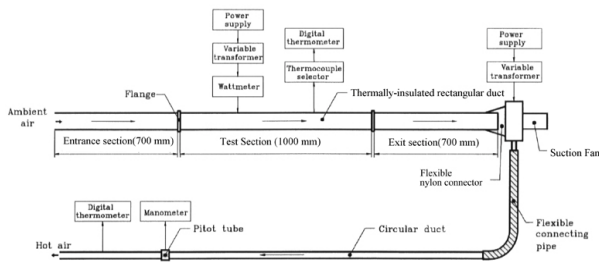 Power
supply
Variable
transformer
Wattmeter
Digital
thermometer
Thermocouple
selector
Power
supply
Variable
transformer
Flange
Thermally-insulated rectangular duct
Ambient
air
Entrance section(700 mm)
Test Section (1000 mm)
Exit section(700 mm)
Suction Fan
Flexible
nylon connector
Digital
thermometer
Manometer
Pitot tube
Circular duct
Flexible
connecting
pipe
Hot air